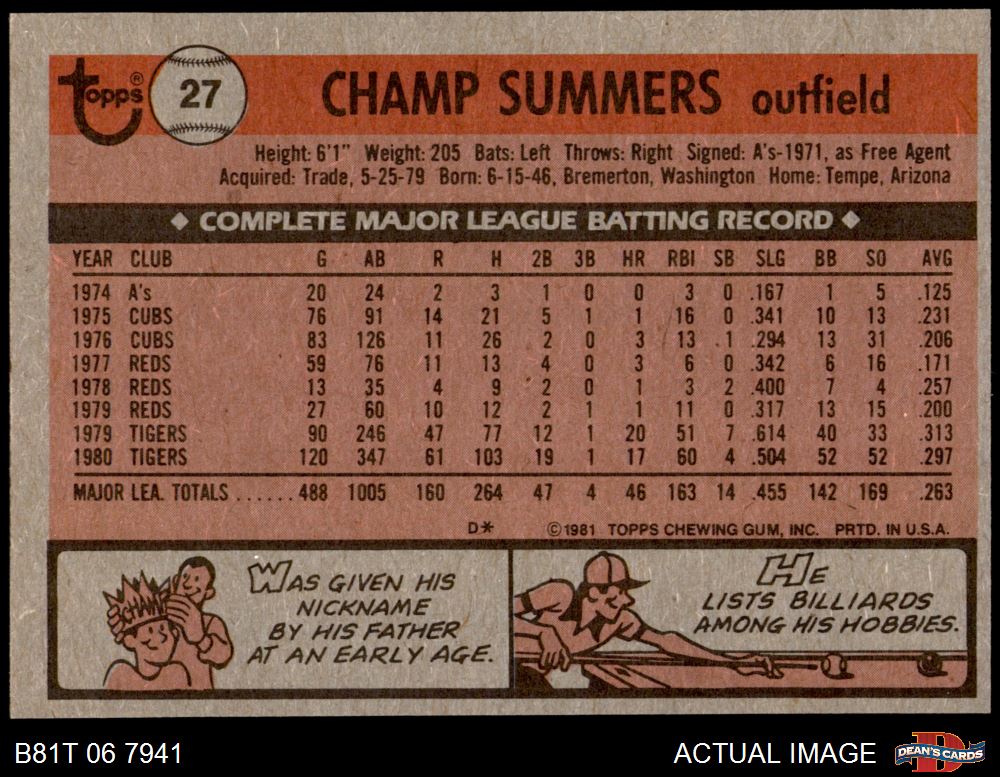 Topps® 27 CHAMP SUMMERS outfield
Height: 6'1" Weight: 205 Bats: Left Throws: Right Signed: A's-1971, as Free Agent
Acquired: Trade, 5-25-79 Born: 6-15-46, Bremerton, Washington Home: Tempe, Arizona
◆ COMPLETE MAJOR LEAGUE BATTING RECORD ◆
YEAR CLUB G AB R H 2B 3B HR RBI SB SLG BB SO AVG
1974 A's 20 24 2 3 1 0 0 3 0 .167 1 5 .125
1975 CUBS 76 91 14 21 5 1 1 16 0 .341 10 13 .231
1976 CUBS 83 126 11 26 2 0 3 13 1 .294 13 31 .206
1977 REDS 59 76 11 13 4 0 3 6 0 .342 6 16 .171
1978 REDS 13 35 4 9 2 0 1 3 2 .400 7 4 .257
1979 REDS 27 60 10 12 2 1 1 11 0 .317 13 15 .200
1979 TIGERS 90 246 47 77 12 1 20 51 7 .614 40 33 .313
1980 TIGERS 120 347 61 103 19 1 17 60 4 .504 52 52 .297
MAJOR LEA. TOTALS ...... 488 1005 160 264 47 4 46 163 14 .455 142 169 .263
D* ©1981 TOPPS CHEWING GUM, INC. PRTD. IN U.S.A.
CHAMP
WAS GIVEN HIS
NICKNAME
BY HIS FATHER
AT AN EARLY AGE.
HE
LISTS BILLIARDS
AMONG HIS HOBBIES.
B81T 06 7941 ACTUAL IMAGE DEAN'S CARDS